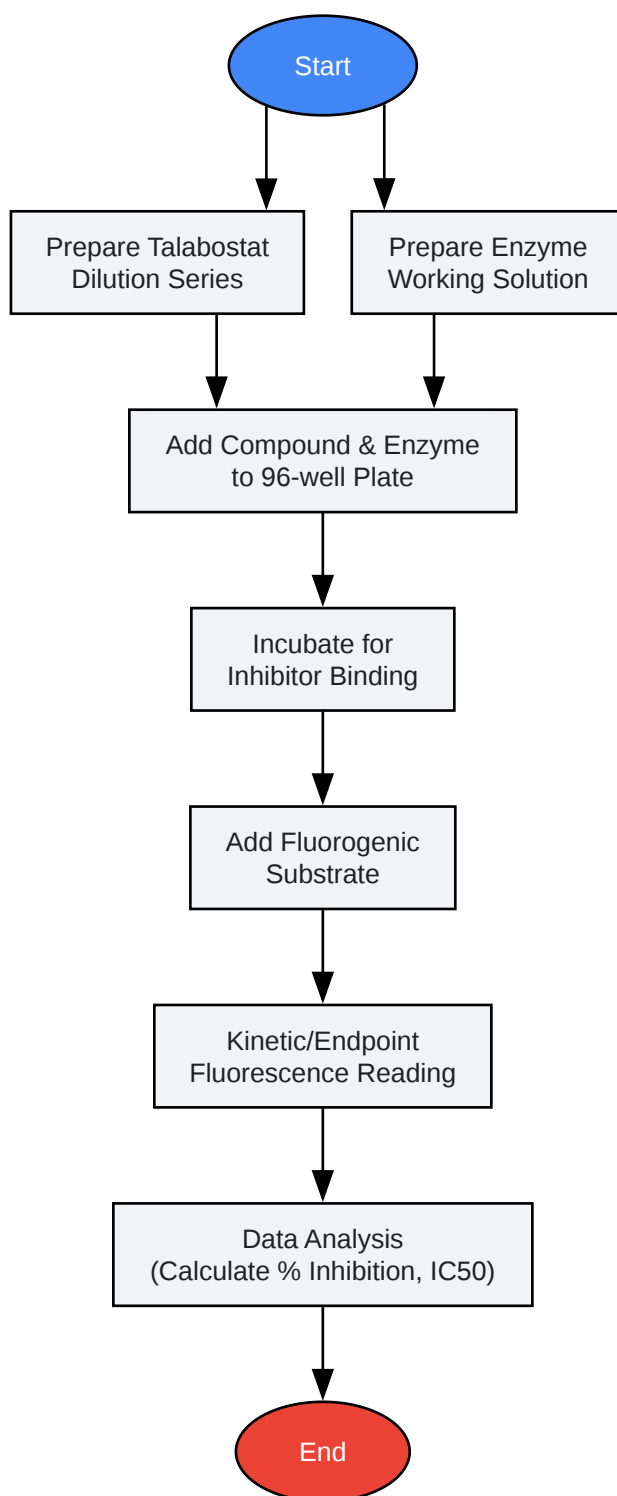 Start
Prepare Talabostat
Dilution Series
Prepare Enzyme
Working Solution
Add Compound & Enzyme
to 96-well Plate
Incubate for
Inhibitor Binding
Add Fluorogenic
Substrate
Kinetic/Endpoint
Fluorescence Reading
Data Analysis
(Calculate % Inhibition, IC50)
End